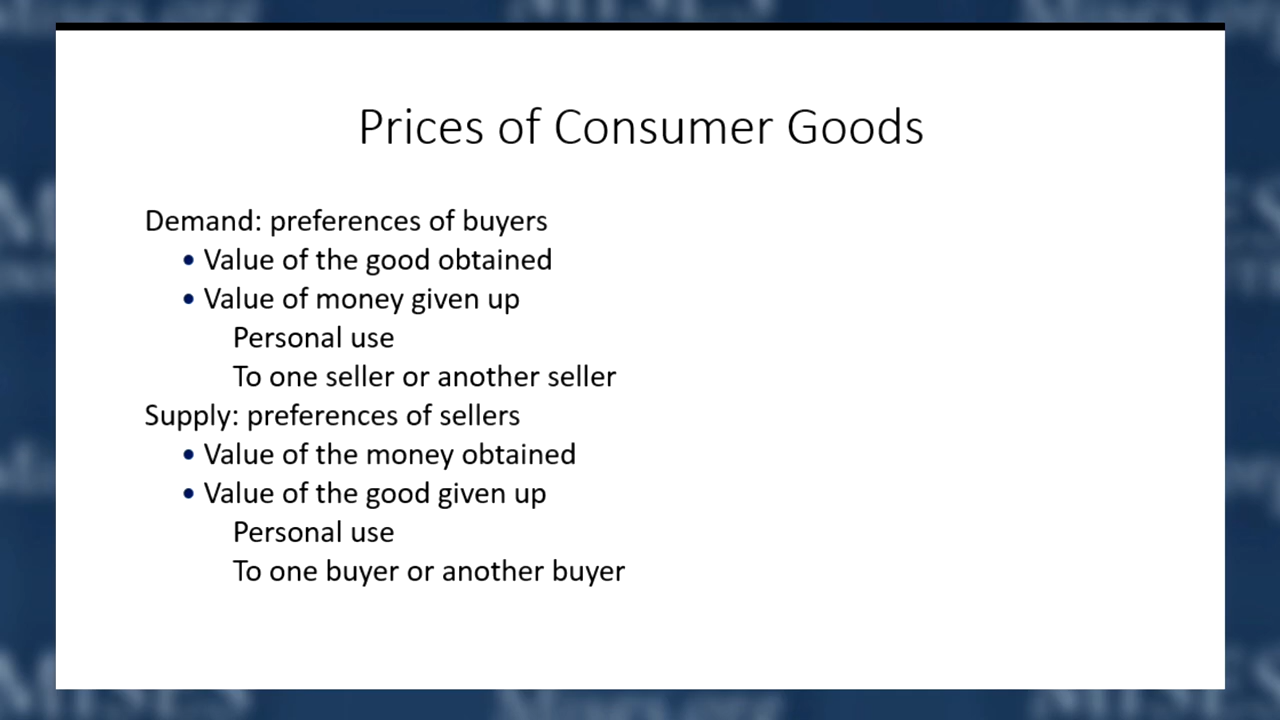 Prices of Consumer Goods
Demand: preferences of buyers
• Value of the good obtained
• Value of money given up
Personal use
To one seller or another seller
Supply: preferences of sellers
• Value of the money obtained
• Value of the good given up
Personal use
To one buyer or another buyer